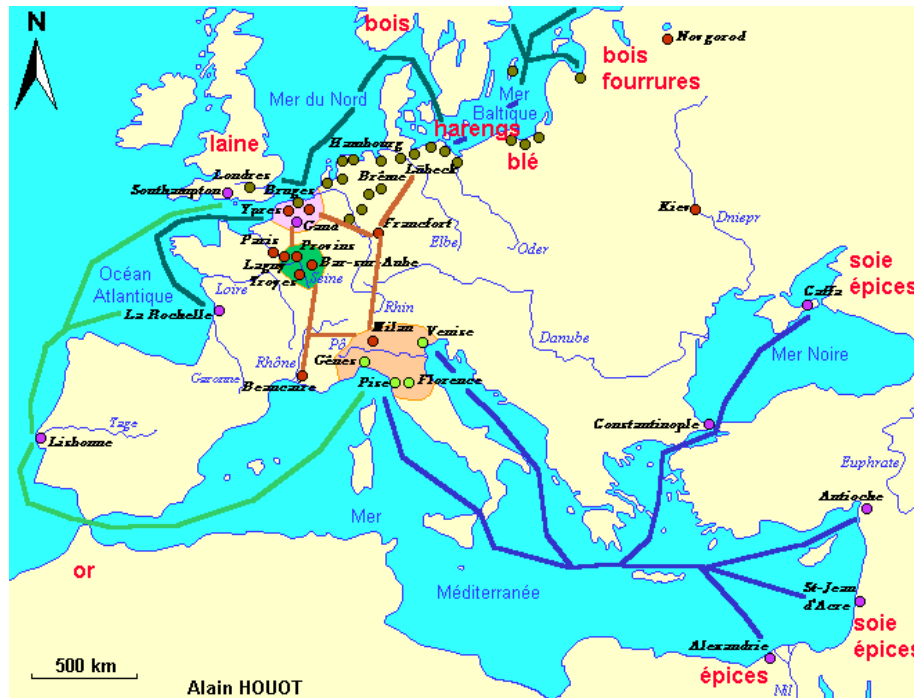 N
bois
Novgorod
bois
fourrures
Mer du Nord
Mer
Baltique
harengs
laine
Hambourg
blé
Londres
Brême
Lübeck
Southampton
Bruges
Ypres
Gand
Francfort
Kiev
Dniepr
Paris
Provins
Elbe
Oder
Lagny
Bar-sur-Aube
Troyes
Seine
soie
épices
Océan
Atlantique
Loire
Caffa
La Rochelle
Rhin
Milan
Venise
Danube
Mer Noire
Pô
Gênes
Rhône
Garonne
Beaucaire
Pise
Florence
Tage
Lisbonne
Constantinople
Euphrate
Antioche
Mer
or
Méditerranée
St-Jean
d'Acre
soie
épices
Alexandrie
épices
500 km
Alain HOUOT
Nil